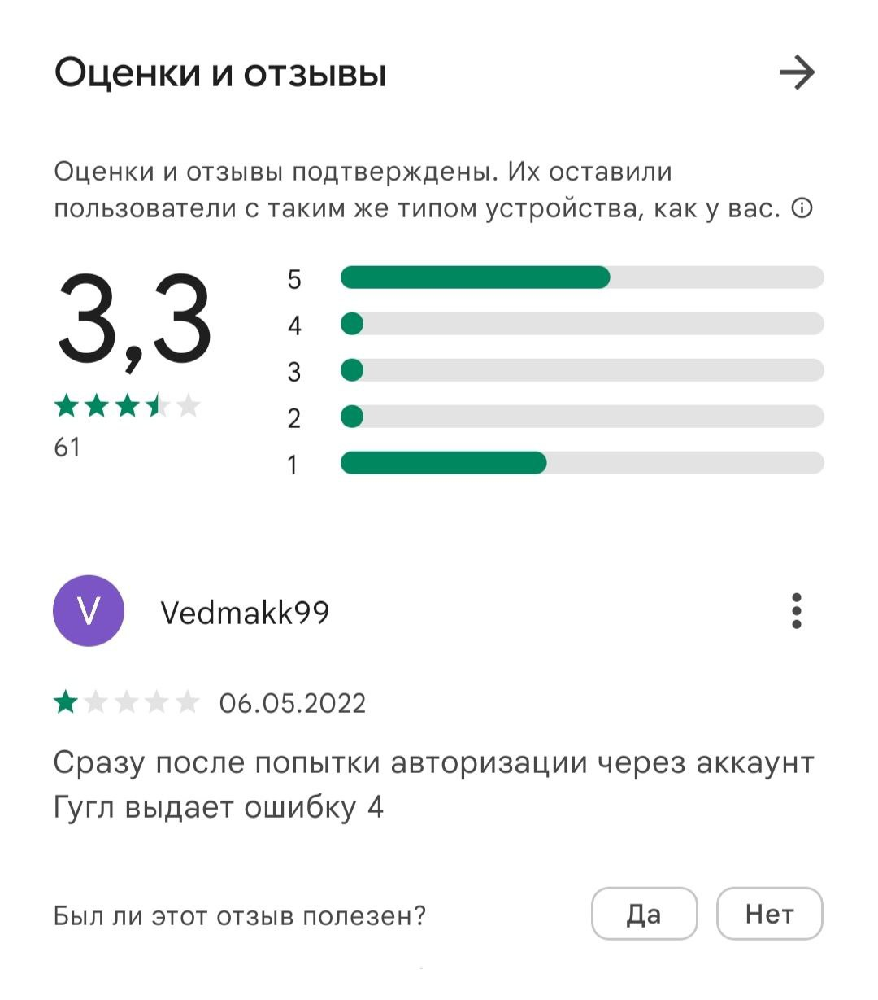 Оценки и отзывы
Оценки и отзывы подтверждены. Их оставили
пользователи с таким же типом устройства, как у вас.
3,3
61
5
4
3
2
1
V
Vedmakk99
06.05.2022
Сразу после попытки авторизации через аккаунт
Гугл выдает ошибку 4
Был ли этот отзыв полезен?
Да
Нет